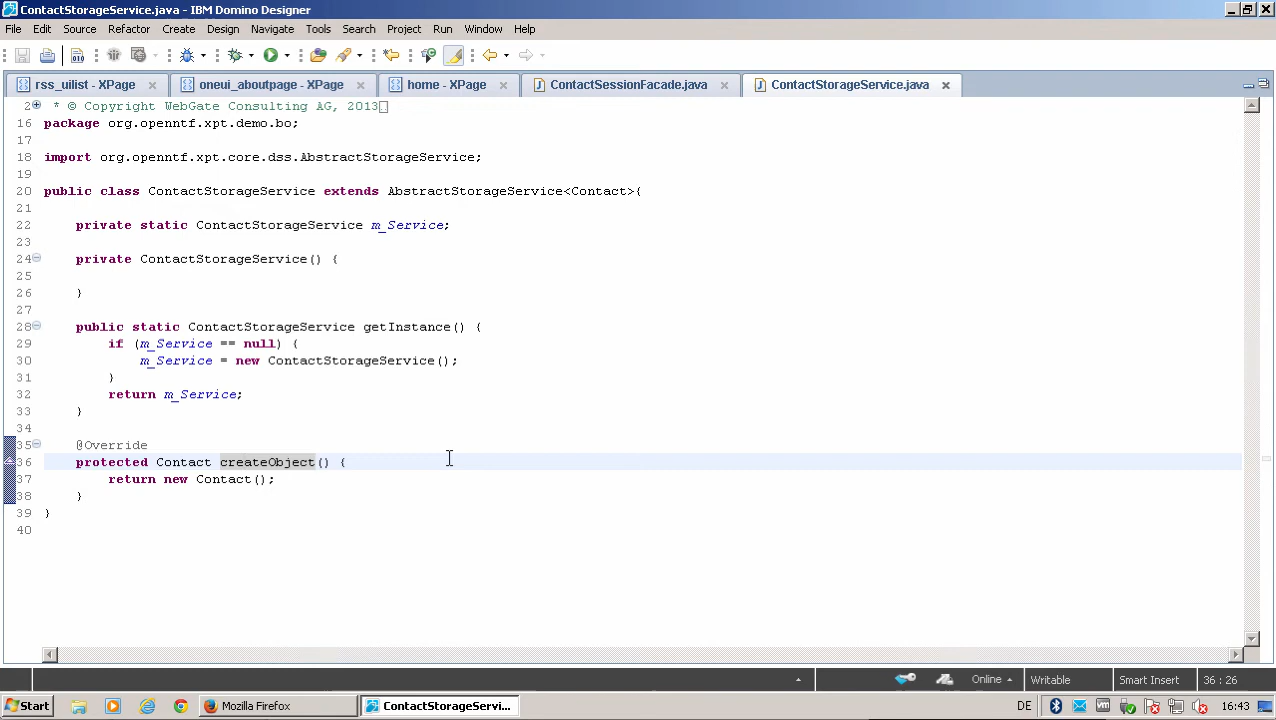 ContactStorageService.java - IBM Domino Designer
File Edit Source Refactor Create Design Navigate Tools Search Project Run Window Help
rss_uilist - XPage oneui_aboutpage - XPage home - XPage ContactSessionFacade.java ContactStorageService.java
2 * © Copyright WebGate Consulting AG, 2013
16 package org.openntf.xpt.demo.bo;
17
18 import org.openntf.xpt.core.dss.AbstractStorageService;
19
20 public class ContactStorageService extends AbstractStorageService<Contact>{
21
22 private static ContactStorageService m_Service;
23
24 private ContactStorageService() {
25
26 }
27
28 public static ContactStorageService getInstance() {
29 if (m_Service == null) {
30 m_Service = new ContactStorageService();
31 }
32 return m_Service;
33 }
34
35 @Override
36 protected Contact createObject() {
37 return new Contact();
38 }
39 }
40
Online Writable Smart Insert 36 : 26
Start Mozilla Firefox ContactStorageServi... DE 16:43